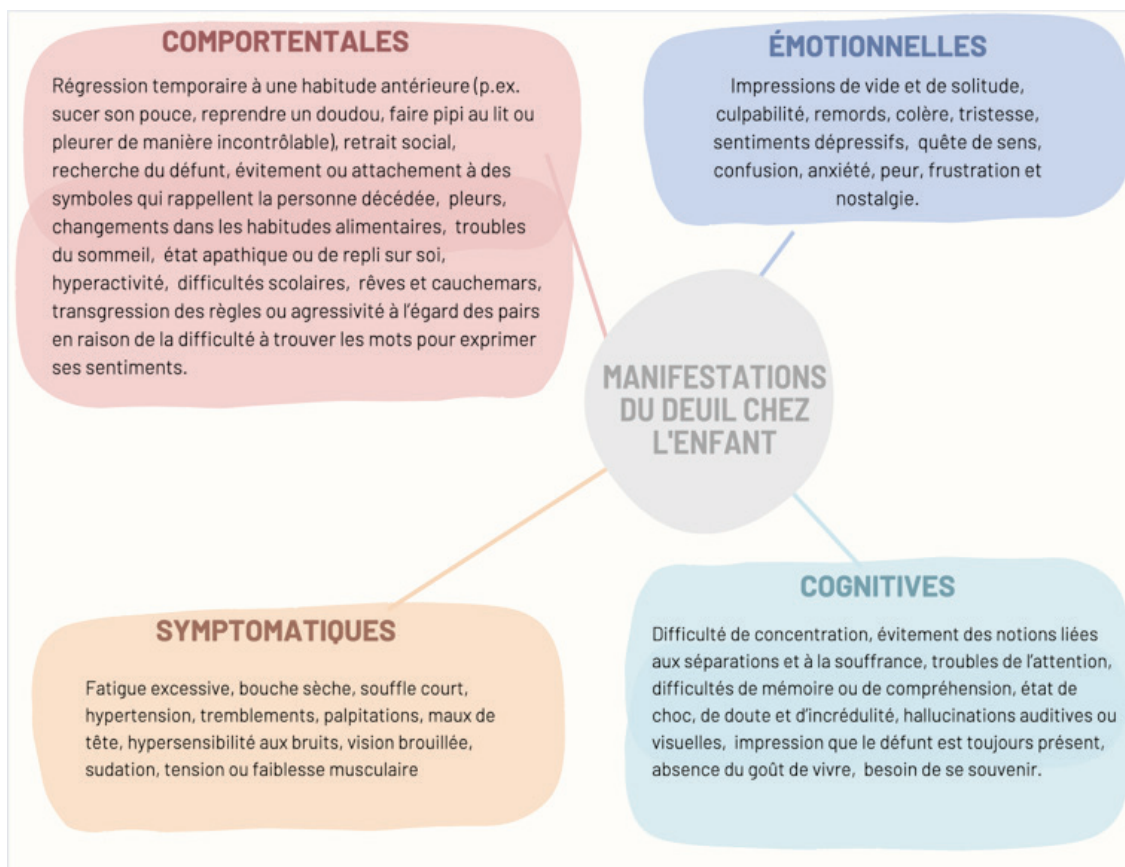 COMPORTENTALES
Régression temporaire à une habitude antérieure (p.ex.
sucer son pouce, reprendre un doudou, faire pipi au lit ou
pleurer de manière incontrôlable), retrait social,
recherche du défunt, évitement ou attachement à des
symboles qui rappellent la personne décédée, pleurs,
changements dans les habitudes alimentaires, troubles
du sommeil, état apathique ou de repli sur soi,
hyperactivité, difficultés scolaires, rêves et cauchemars,
transgression des règles ou agressivité à l'égard des pairs
en raison de la difficulté à trouver les mots pour exprimer
ses sentiments.
ÉMOTIONNELLES
Impressions de vide et de solitude,
culpabilité, remords, colère, tristesse,
sentiments dépressifs, quête de sens,
confusion, anxiété, peur, frustration et
nostalgie.
MANIFESTATIONS
DU DEUIL CHEZ
L'ENFANT
SYMPTOMATIQUES
Fatigue excessive, bouche sèche, souffle court,
hypertension, tremblements, palpitations, maux de
tête, hypersensibilité aux bruits, vision brouillée,
sudation, tension ou faiblesse musculaire
COGNITIVES
Difficulté de concentration, évitement des notions liées
aux séparations et à la souffrance, troubles de l'attention,
difficultés de mémoire ou de compréhension, état de
choc, de doute et d'incrédulité, hallucinations auditives ou
visuelles, impression que le défunt est toujours présent,
absence du goût de vivre, besoin de se souvenir.